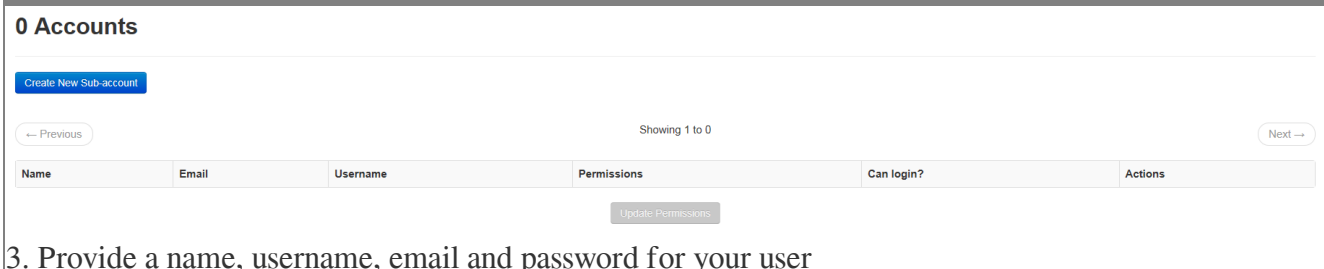 0 Accounts
Create New Sub-account
← Previous Showing 1 to 0 Next →
Name Email Username Permissions Can login? Actions
Update Permissions
3. Provide a name, username, email and password for your user